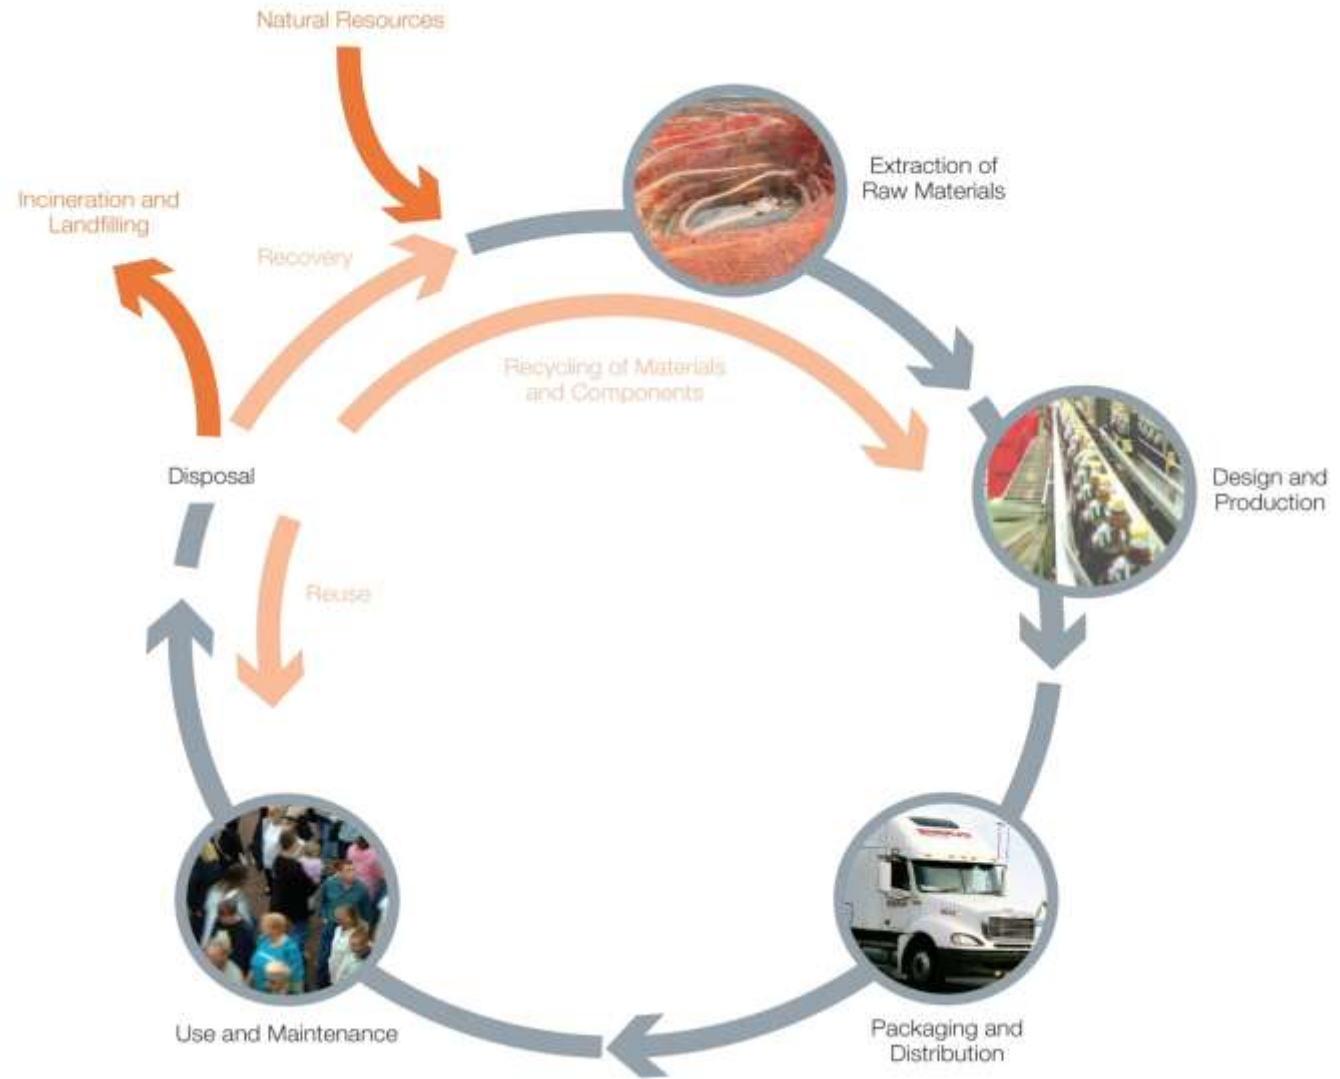 Natural Resources
Extraction of
Raw Materials
Incineration and
Landfilling
Recovery
Recycling of Materials
and Components
Disposal
Design and
Production
Reuse
Use and Maintenance
Packaging and
Distribution